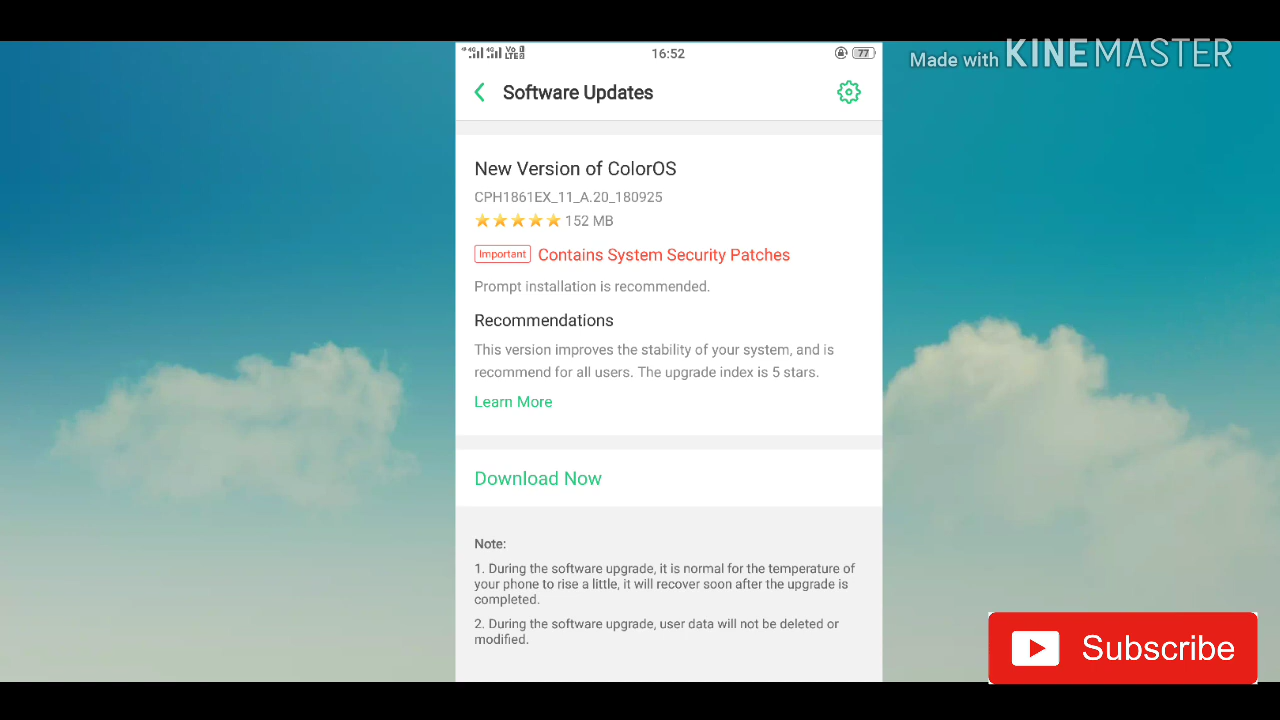 4G 4G Vo LTE 16:52 77
Made with KINEMASTER
Software Updates
New Version of ColorOS
CPH1861EX_11_A.20_180925
152 MB
Important Contains System Security Patches
Prompt installation is recommended.
Recommendations
This version improves the stability of your system, and is
recommend for all users. The upgrade index is 5 stars.
Learn More
Download Now
Note:
1. During the software upgrade, it is normal for the temperature of
your phone to rise a little, it will recover soon after the upgrade is
completed.
2. During the software upgrade, user data will not be deleted or
modified.
Subscribe